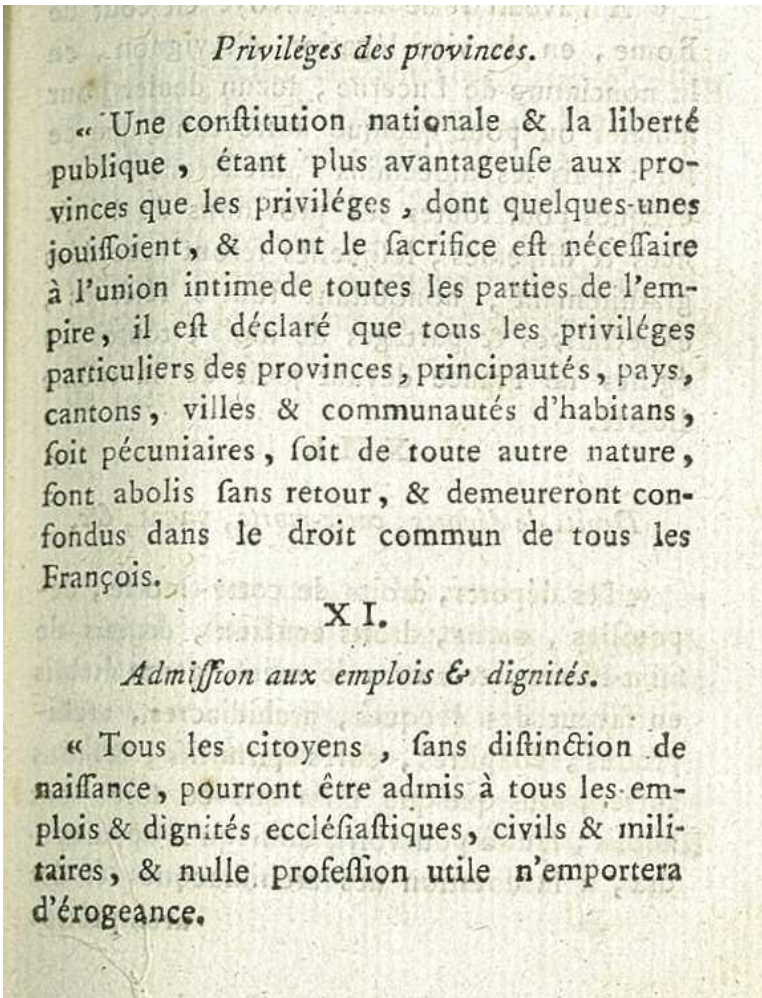 Priviléges des provinces.
« Une conſtitution nationale & la liberté
publique , étant plus avantageuſe aux pro-
vinces que les priviléges , dont quelques-unes
jouiſſoient , & dont le ſacrifice eſt néceſſaire
à l'union intime de toutes les parties de l'em-
pire , il eſt déclaré que tous les priviléges
particuliers des provinces , principautés , pays ,
cantons , villes & communautés d'habitans ,
ſoit pécuniaires , ſoit de toute autre nature ,
ſont abolis ſans retour , & demeureront con-
fondus dans le droit commun de tous les
François.
X I.
Admiſſion aux emplois & dignités.
« Tous les citoyens , ſans diſtinction de
naiſſance , pourront être admis à tous les em-
plois & dignités eccléſiaſtiques , civils & mili-
taires , & nulle profeſſion utile n'emportera
d'érogeance.